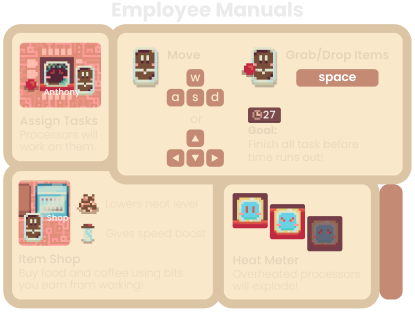 Employee Manuals
Anthony
Assign Tasks
Processors will
work on them
Move
w
a s d
or
Grab/Drop Items
space
27
Goal:
Finish all task before
time runs out!
Shop
Lowers heat level
Gives speed boost
Item Shop
Buy food and coffee using bits
you earn from working!
Heat Meter
Overheated processors
will explode!